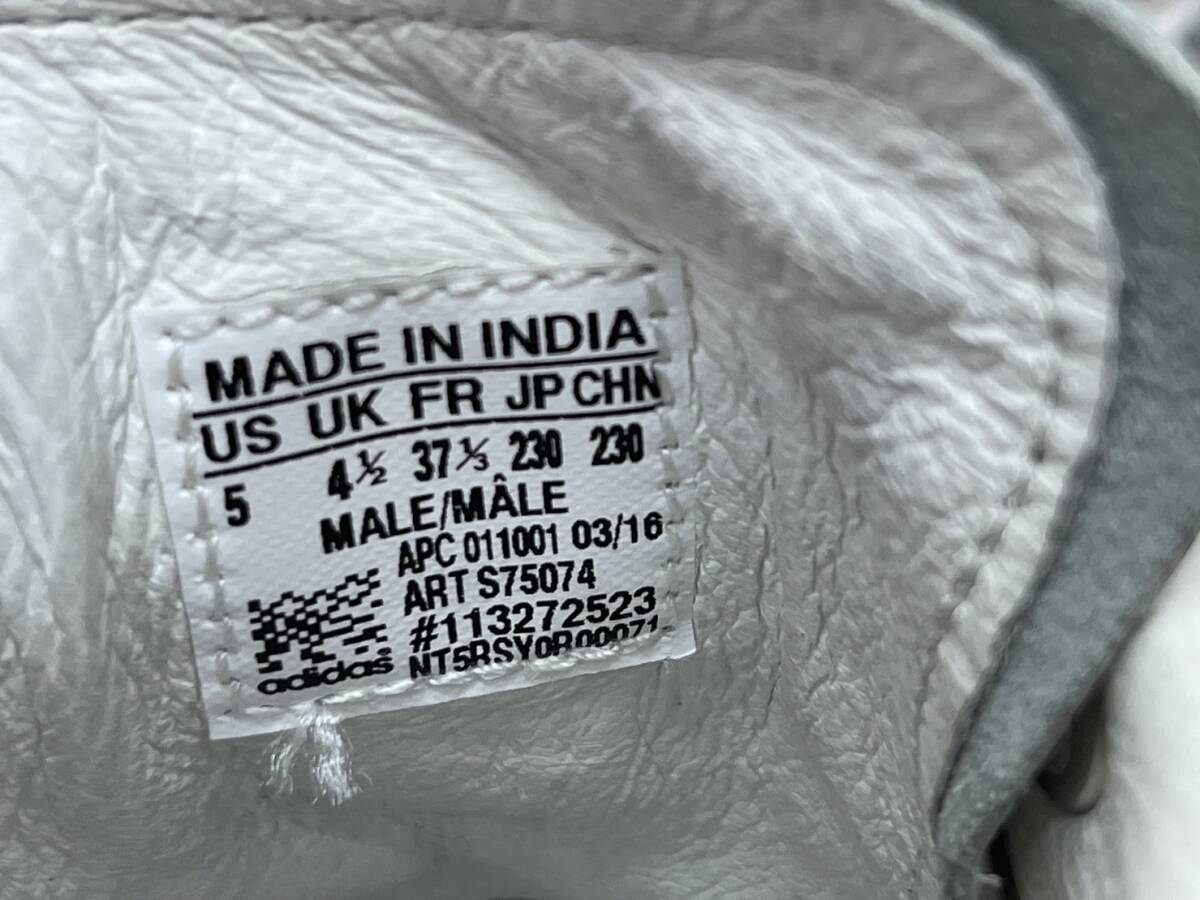 MADE IN INDIA
US UK FR JP CHN
5 4½ 37⅓ 230 230
MALE/MÂLE
APC 011001 03/16
ART S75074
#113272523
adidas NT5RSY0R00071